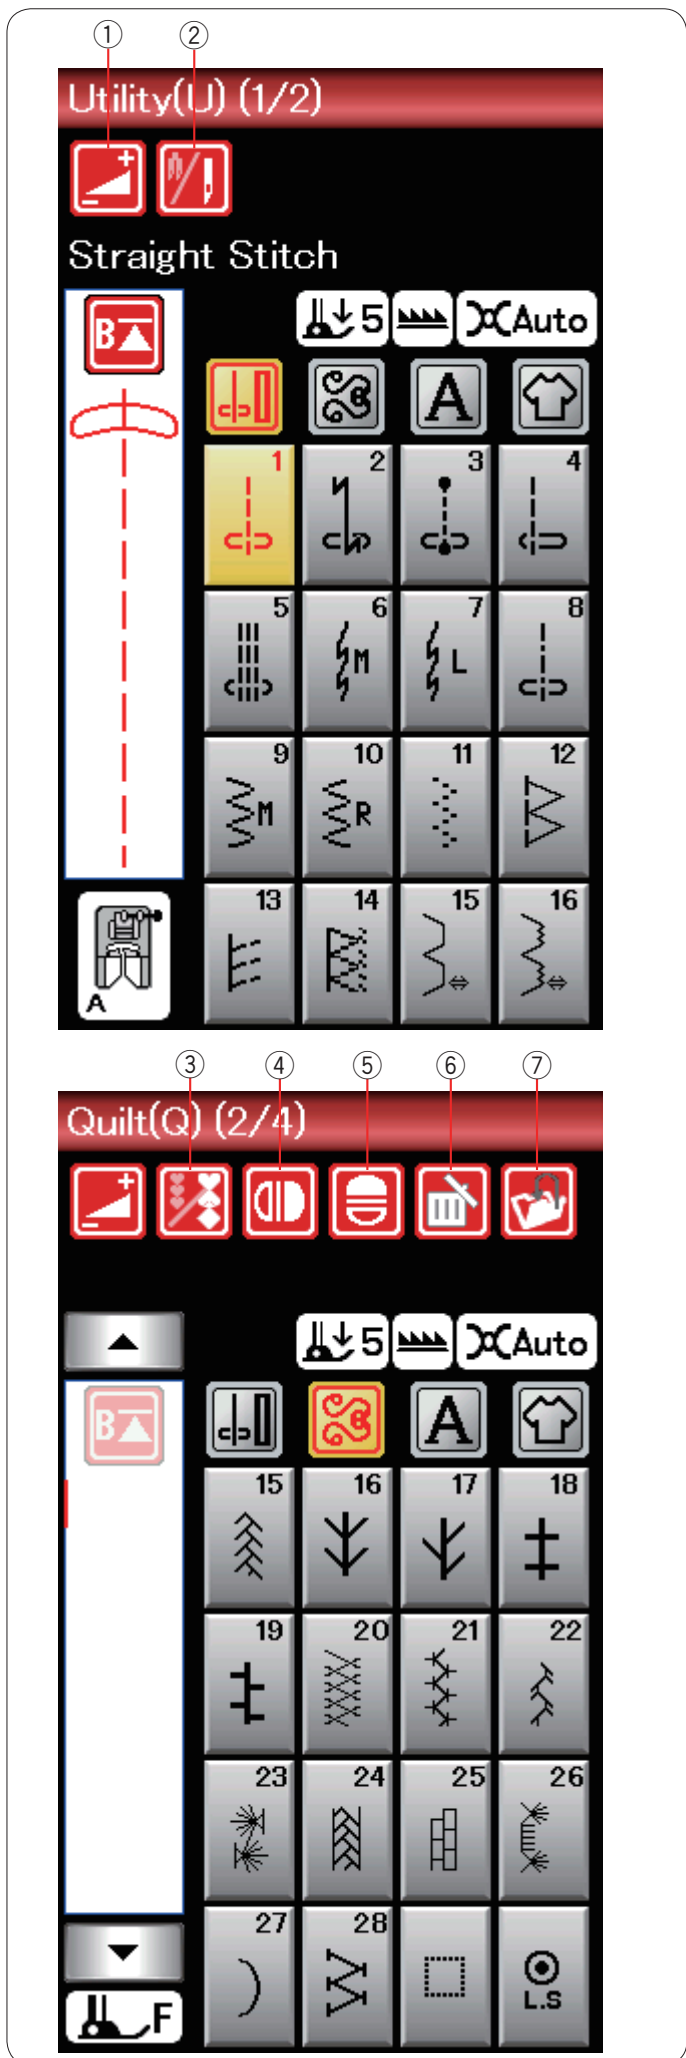 ① ②
Utility(U) (1/2)
Straight Stitch
B 5 Auto
A
1 2 3 4
5 6 M 7 L 8
9 M 10 R 11 12
13 14 15 16
A
③ ④ ⑤ ⑥ ⑦
Quilt(Q) (2/4)
5 Auto
B A
15 16 17 18
19 20 21 22
23 24 25 26
27 28 L.S
F